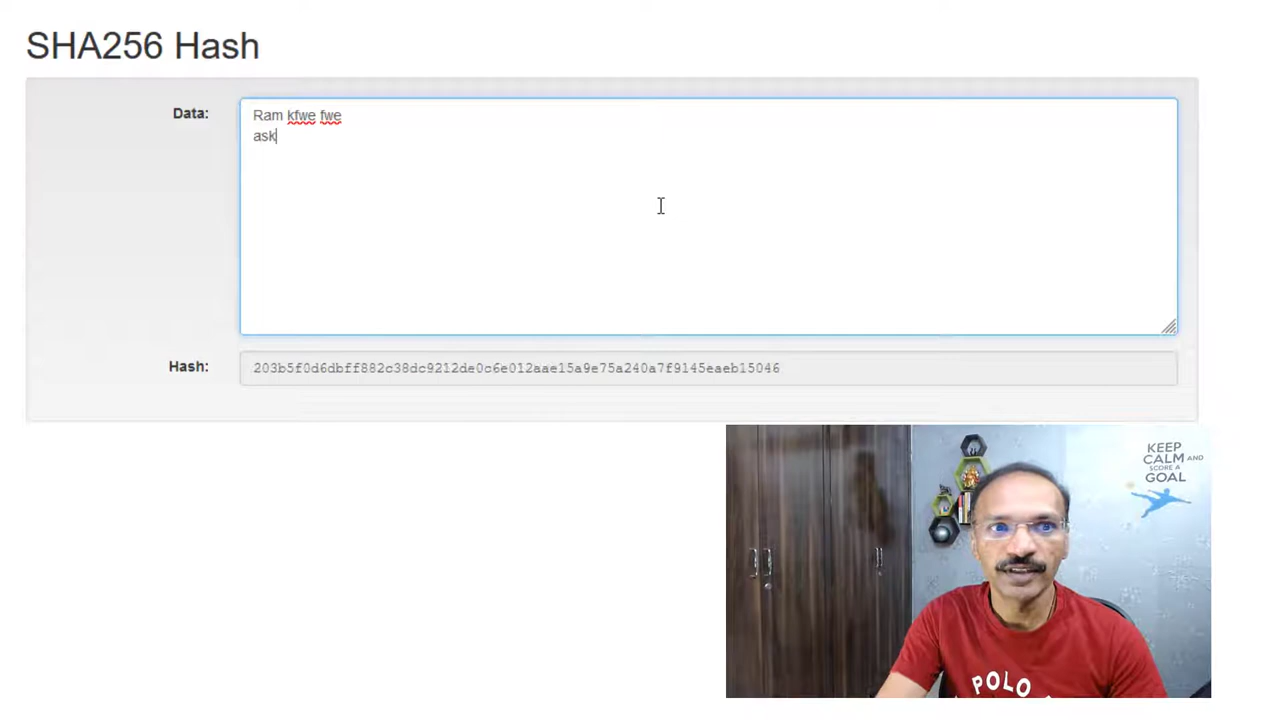 SHA256 Hash
Data:
Ram kfwe fwe
ask
Hash:
203b5f0d6dbff882c38dc9212de0c6e012aae15a9e75a240a7f9145eaeb15046
KEEP
CALM AND
SCORE A
GOAL
POLO